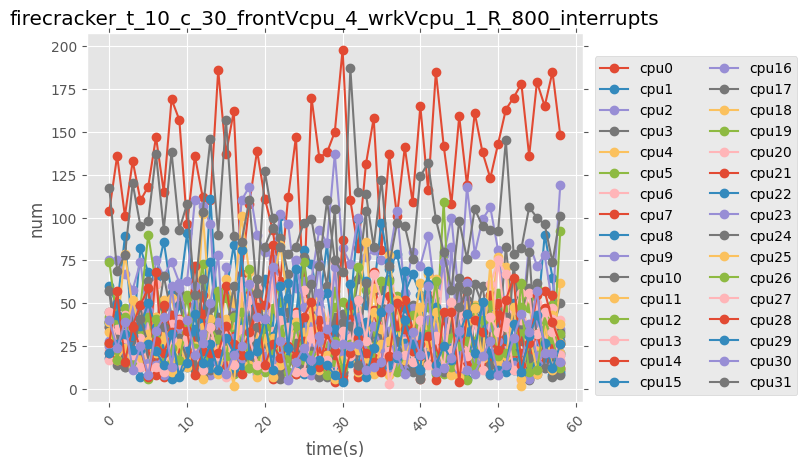 firecracker_t_10_c_30_frontVcpu_4_wrkVcpu_1_R_800_interrupts
200
175
150
125
100
75
50
25
0
num
0
10
20
30
40
50
60
time(s)
cpu0
cpu1
cpu2
cpu3
cpu4
cpu5
cpu6
cpu7
cpu8
cpu9
cpu10
cpu11
cpu12
cpu13
cpu14
cpu15
cpu16
cpu17
cpu18
cpu19
cpu20
cpu21
cpu22
cpu23
cpu24
cpu25
cpu26
cpu27
cpu28
cpu29
cpu30
cpu31